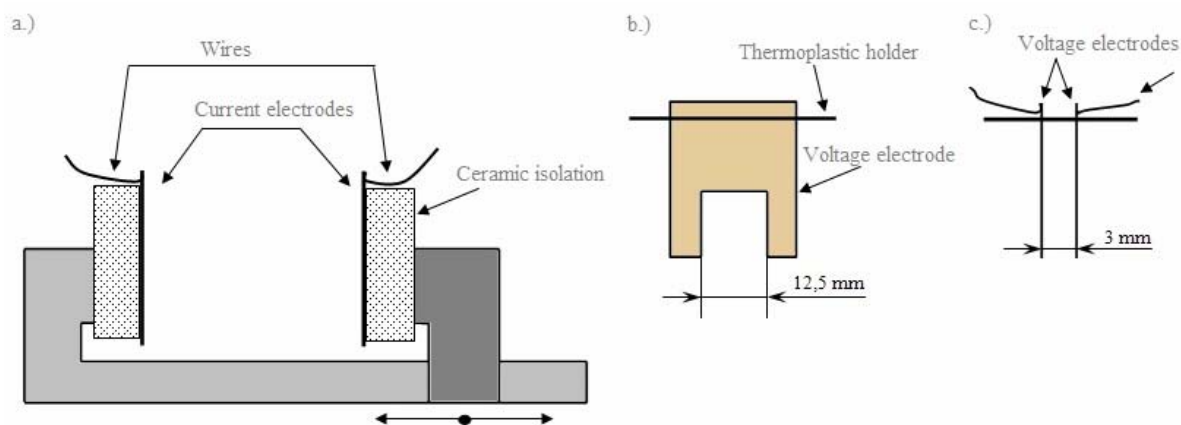 a.)
Wires
Current electrodes
Ceramic isolation
b.)
Thermoplastic holder
Voltage electrode
12,5 mm
c.)
Voltage electrodes
3 mm